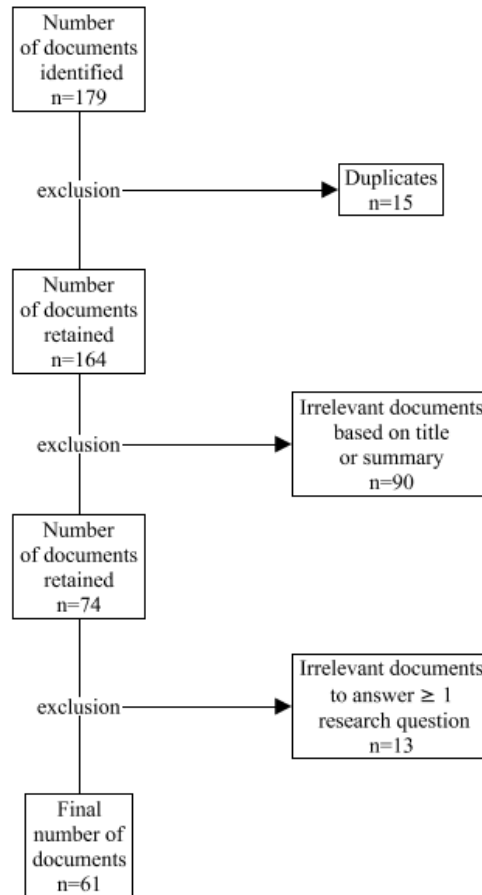 Number
of documents
identified
n=179
exclusion
Duplicates
n=15
Number
of documents
retained
n=164
exclusion
Irrelevant documents
based on title
or summary
n=90
Number
of documents
retained
n=74
exclusion
Irrelevant documents
to answer ≥ 1
research question
n=13
Final
number of
documents
n=61